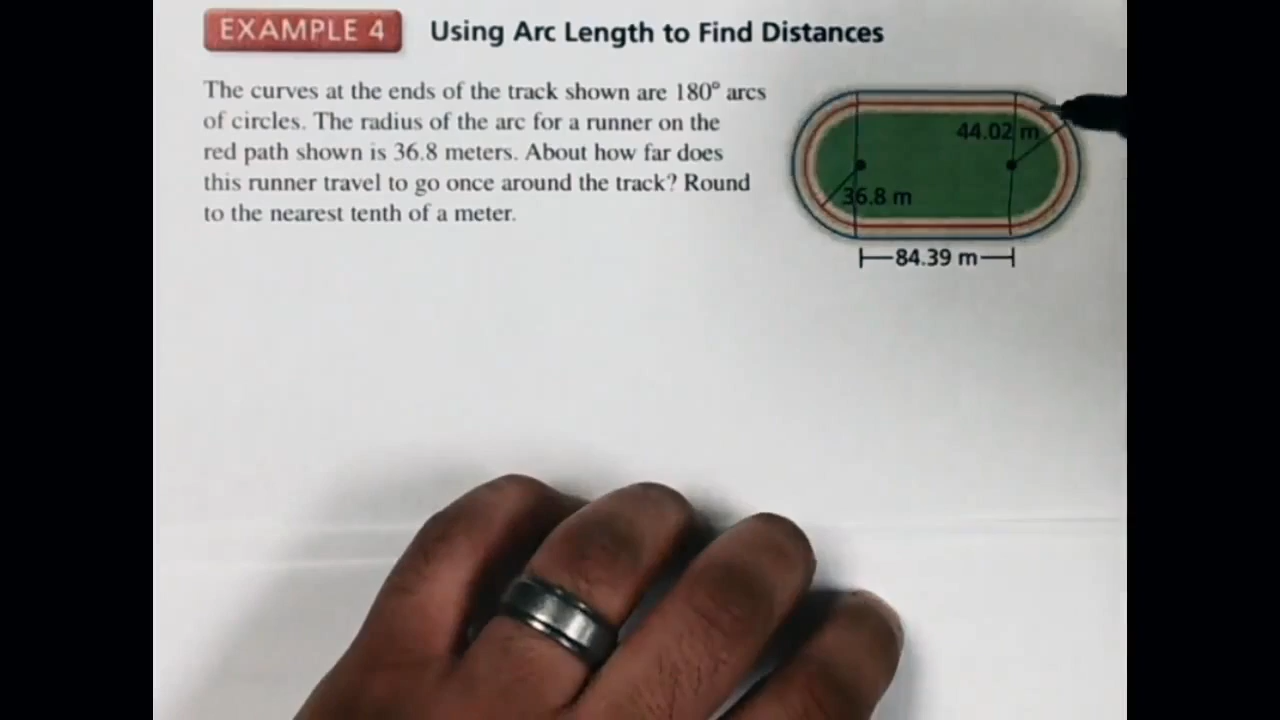 EXAMPLE 4 Using Arc Length to Find Distances
The curves at the ends of the track shown are 180° arcs
of circles. The radius of the arc for a runner on the
red path shown is 36.8 meters. About how far does
this runner travel to go once around the track? Round
to the nearest tenth of a meter.
44.02 m
36.8 m
84.39 m